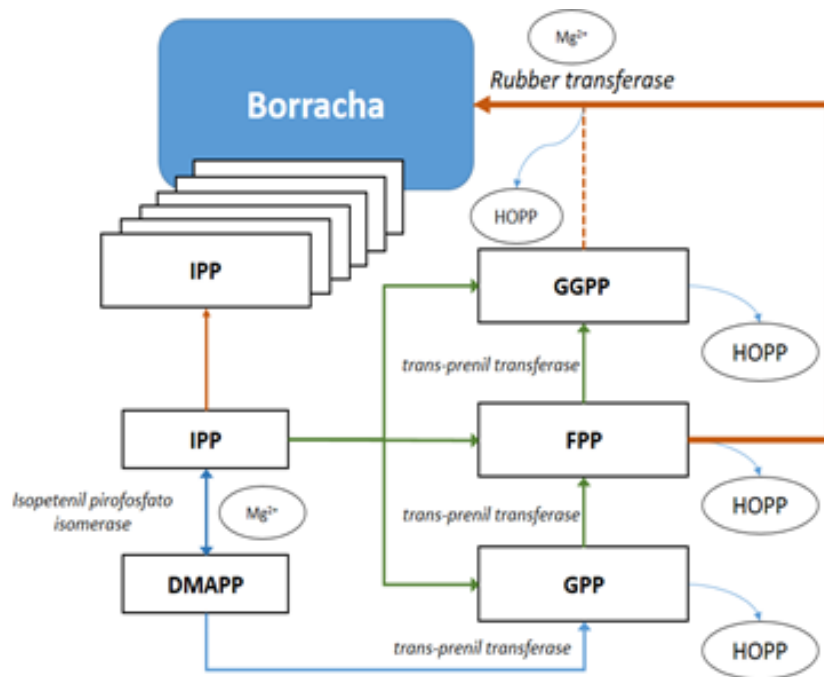 Mg²⁺
Rubber transferase
Borracha
HOPP
IPP
GGPP
HOPP
trans-prenil transferase
IPP
FPP
Isopetenil pirofosfato
isomerase
Mg²⁺
HOPP
trans-prenil transferase
DMAPP
GPP
trans-prenil transferase
HOPP